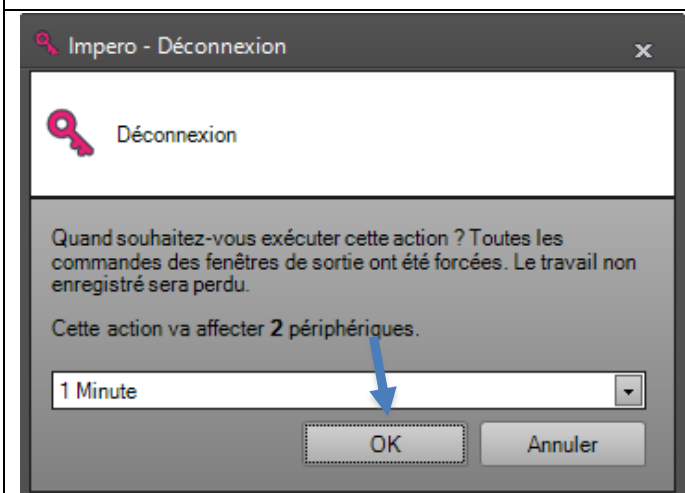 Impero - Déconnexion
x
Déconnexion
Quand souhaitez-vous exécuter cette action ? Toutes les
commandes des fenêtres de sortie ont été forcées. Le travail non
enregistré sera perdu.
Cette action va affecter 2 périphériques.
1 Minute
OK
Annuler